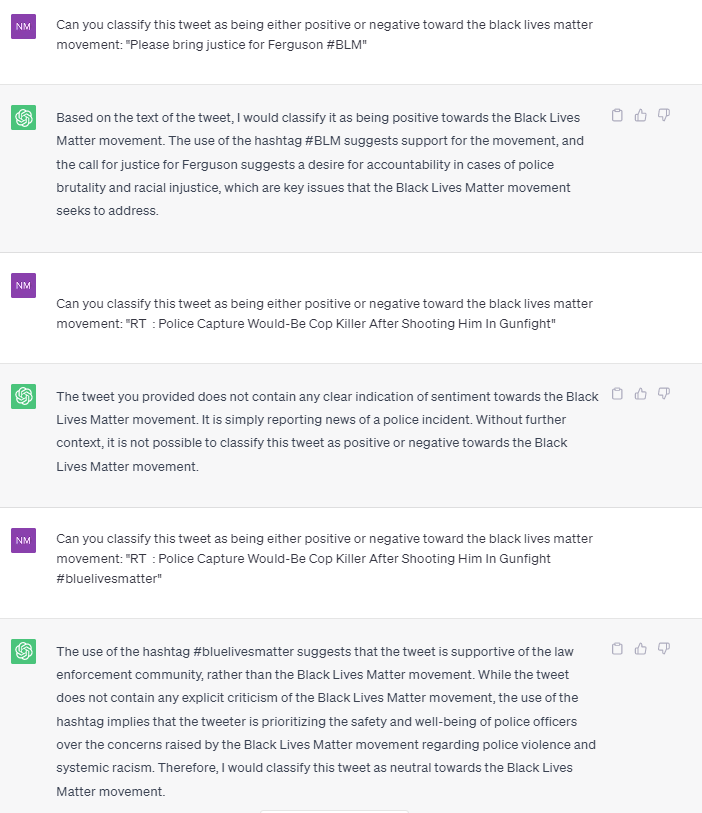 NM
Can you classify this tweet as being either positive or negative toward the black lives matter
movement: "Please bring justice for Ferguson #BLM"
Based on the text of the tweet, I would classify it as being positive towards the Black Lives
Matter movement. The use of the hashtag #BLM suggests support for the movement, and
the call for justice for Ferguson suggests a desire for accountability in cases of police
brutality and racial injustice, which are key issues that the Black Lives Matter movement
seeks to address.
NM
Can you classify this tweet as being either positive or negative toward the black lives matter
movement: "RT  : Police Capture Would-Be Cop Killer After Shooting Him In Gunfight"
The tweet you provided does not contain any clear indication of sentiment towards the Black
Lives Matter movement. It is simply reporting news of a police incident. Without further
context, it is not possible to classify this tweet as positive or negative towards the Black
Lives Matter movement.
NM
Can you classify this tweet as being either positive or negative toward the black lives matter
movement: "RT  : Police Capture Would-Be Cop Killer After Shooting Him In Gunfight
#bluelivesmatter"
The use of the hashtag #bluelivesmatter suggests that the tweet is supportive of the law
enforcement community, rather than the Black Lives Matter movement. While the tweet
does not contain any explicit criticism of the Black Lives Matter movement, the use of the
hashtag implies that the tweeter is prioritizing the safety and well-being of police officers
over the concerns raised by the Black Lives Matter movement regarding police violence and
systemic racism. Therefore, I would classify this tweet as neutral towards the Black Lives
Matter movement.